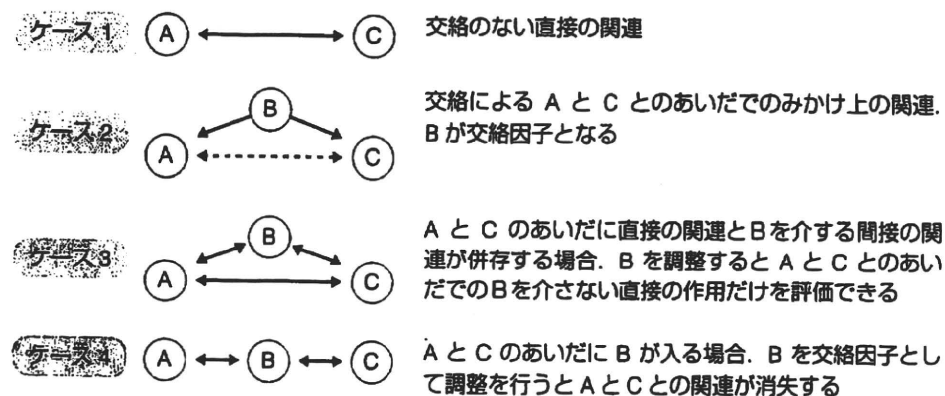 ケース1 A C 交絡のない直接の関連
交絡による A と C とのあいだでのみかけ上の関連.
ケース2 A B C B が交絡因子となる
A と C のあいだに直接の関連とBを介する間接の関
ケース3 A B C 連が併存する場合. B を調整すると A と C とのあい
だでのBを介さない直接の作用だけを評価できる
ケース4 A B C A と C のあいだに B が入る場合. B を交絡因子とし
て調整を行うと A と C との関連が消失する